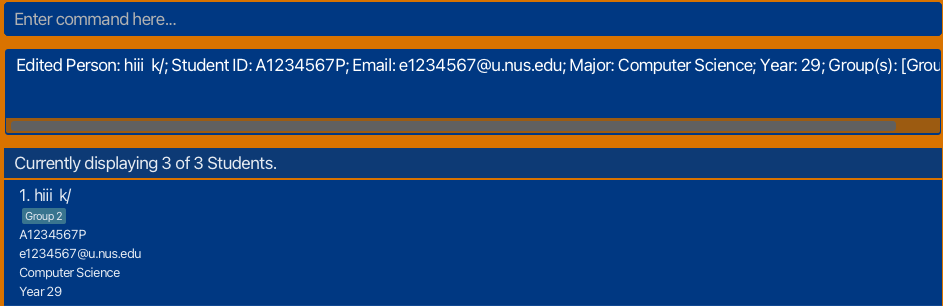 Enter command here...
Edited Person: hiii  k/; Student ID: A1234567P; Email: e1234567@u.nus.edu; Major: Computer Science; Year: 29; Group(s): [Grou
Currently displaying 3 of 3 Students.
1. hiii  k/
Group 2
A1234567P
e1234567@u.nus.edu
Computer Science
Year 29